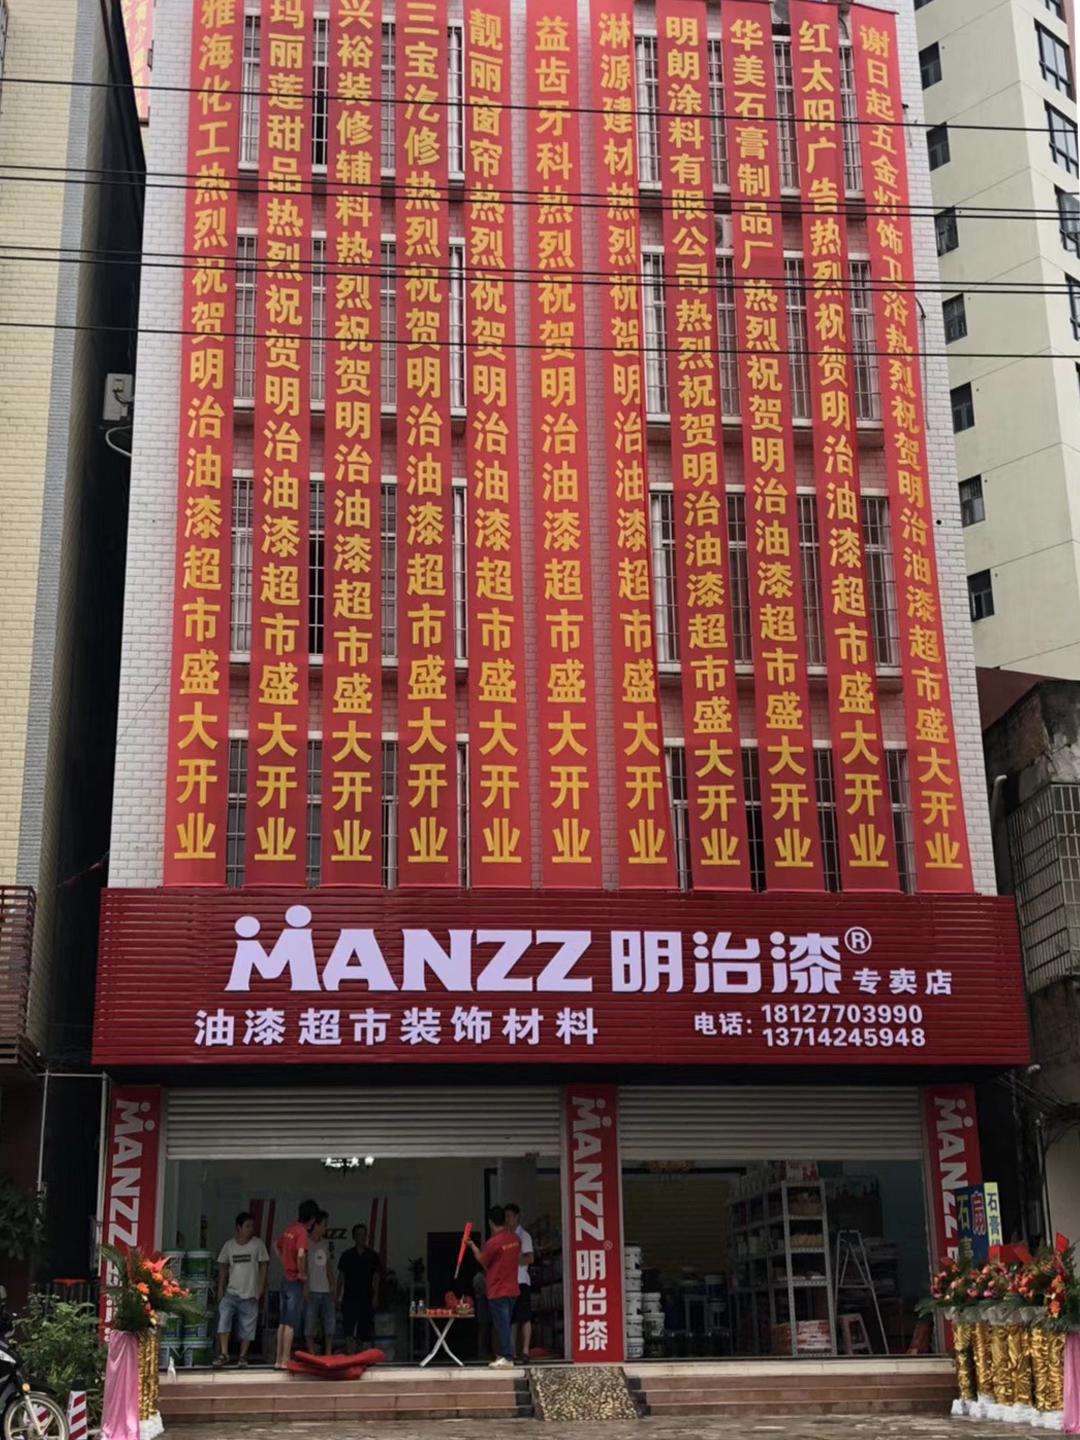 雅海化工热烈祝贺明治油漆超市盛大开业
玛丽莲甜品热烈祝贺明治油漆超市盛大开业
兴裕装修辅料热烈祝贺明治油漆超市盛大开业
三宝汽修热烈祝贺明治油漆超市盛大开业
靓丽窗帘热烈祝贺明治油漆超市盛大开业
益齿牙科热烈祝贺明治油漆超市盛大开业
淋源建材热烈祝贺明治油漆超市盛大开业
明朗涂料有限公司热烈祝贺明治油漆超市盛大开业
华美石膏制品厂热烈祝贺明治油漆超市盛大开业
红太阳广告热烈祝贺明治油漆超市盛大开业
谢日起五金灯饰卫浴热烈祝贺明治油漆超市盛大开业
MANZZ 明治漆® 专卖店
油漆超市装饰材料
电话: 18127703990
13714245948
MANZZ
MANZZ® 明治漆
MANZZ 明治漆
石膏